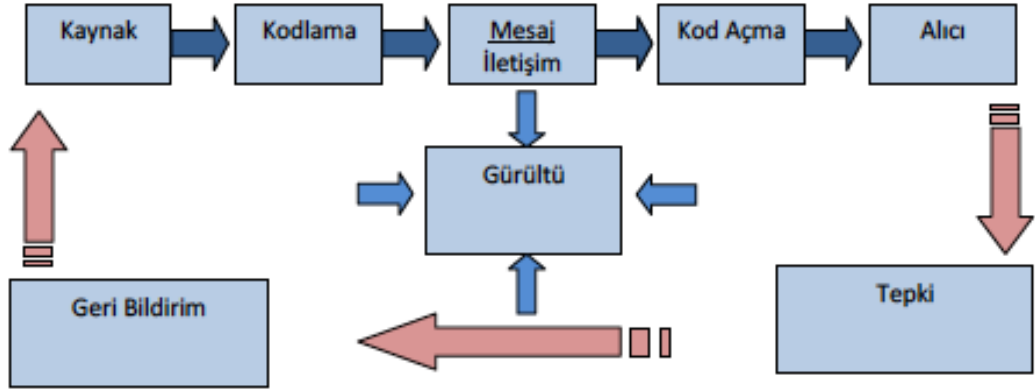 Kaynak
Kodlama
Mesaj
İletişim
Kod Açma
Alıcı
Gürültü
Geri Bildirim
Tepki